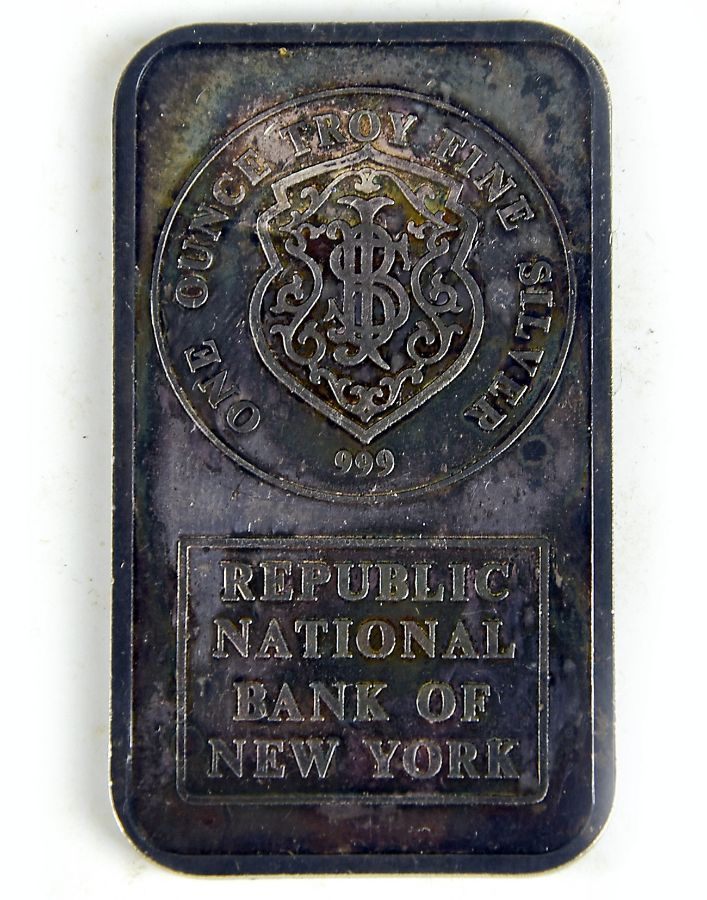 ONE OUNCE TROY FINE SILVER
999
REPUBLIC
NATIONAL
BANK OF
NEW YORK